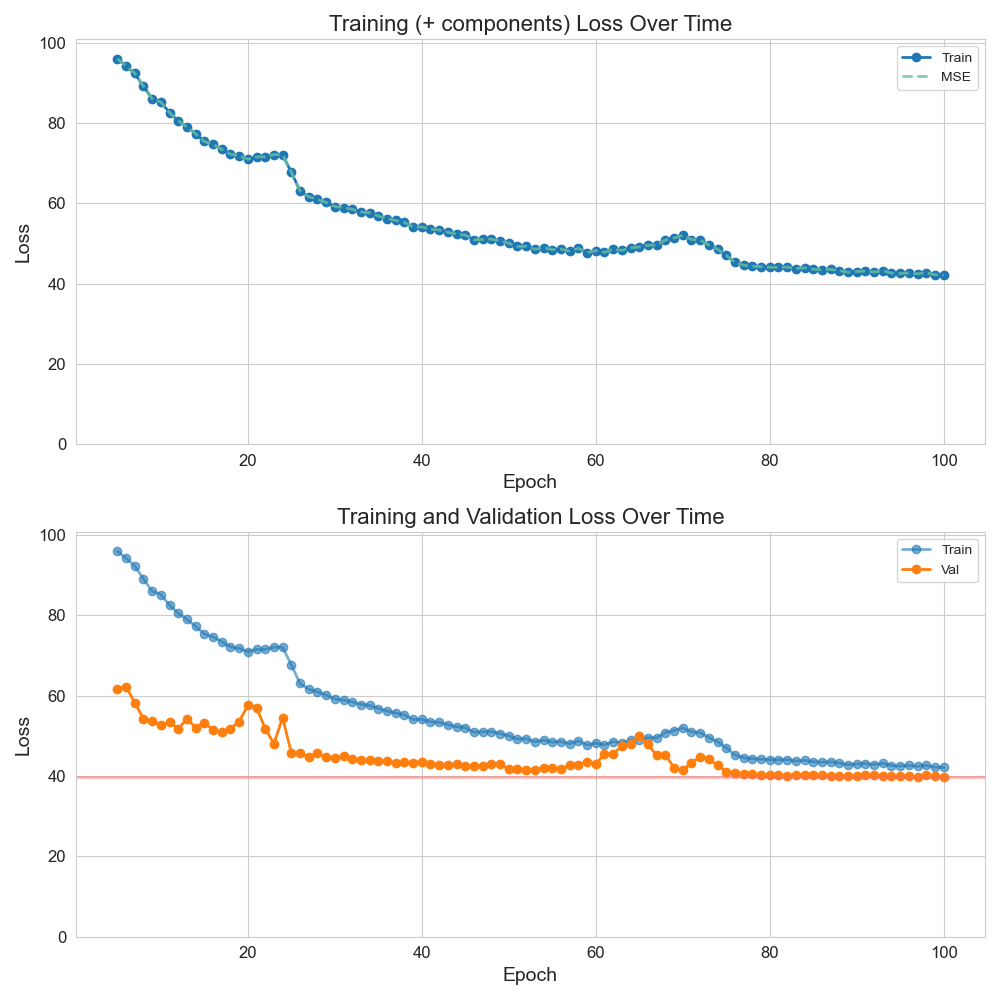 Training (+ components) Loss Over Time
100
80
60
40
20
0
Loss
Train
MSE
20 40 60 80 100
Epoch
Training and Validation Loss Over Time
100
80
60
40
20
0
Loss
Train
Val
20 40 60 80 100
Epoch